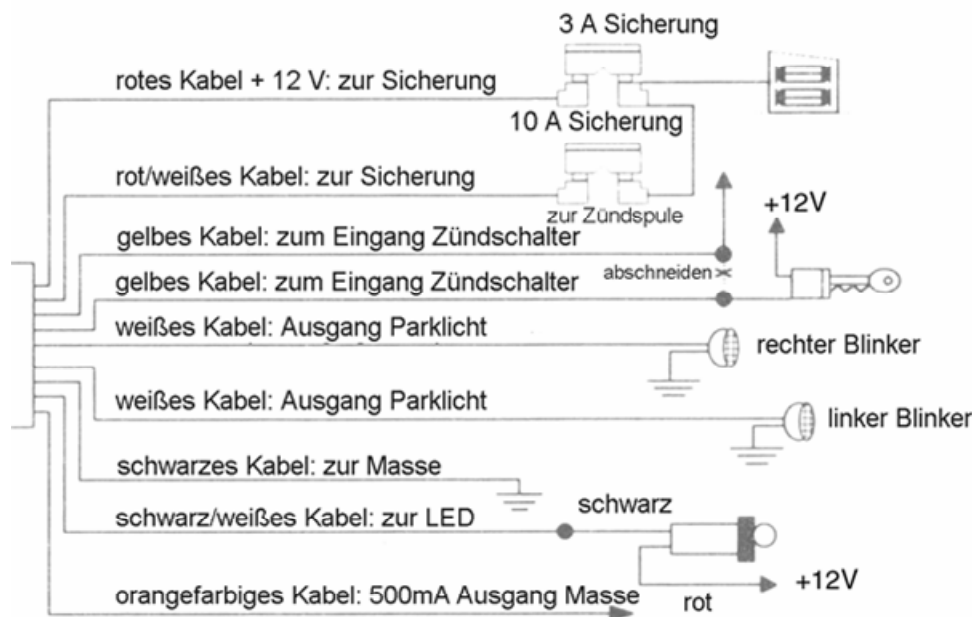 3 A Sicherung
rotes Kabel + 12 V: zur Sicherung
10 A Sicherung
rot/weißes Kabel: zur Sicherung
zur Zündspule
+12V
gelbes Kabel: zum Eingang Zündschalter
abschneiden
gelbes Kabel: zum Eingang Zündschalter
weißes Kabel: Ausgang Parklicht
rechter Blinker
weißes Kabel: Ausgang Parklicht
linker Blinker
schwarzes Kabel: zur Masse
schwarz/weißes Kabel: zur LED
schwarz
+12V
orangefarbiges Kabel: 500mA Ausgang Masse
rot